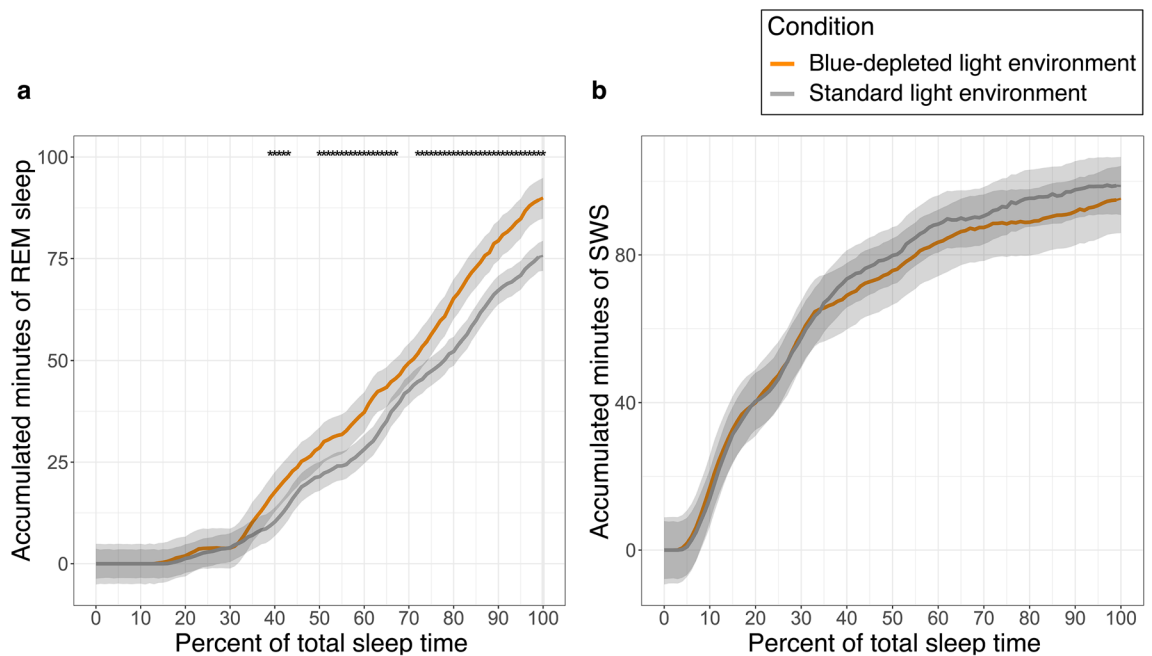 Condition
Blue-depleted light environment
Standard light environment
a
b
Accumulated minutes of REM sleep
100
75
50
25
0
*****
******************
*****************************
0 10 20 30 40 50 60 70 80 90 100
Percent of total sleep time
Accumulated minutes of SWS
80
40
0
0 10 20 30 40 50 60 70 80 90 100
Percent of total sleep time